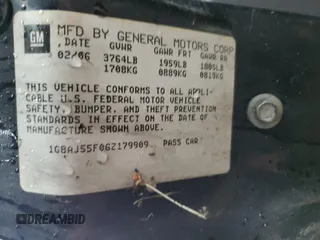 GM
MFD BY GENERAL MOTORS CORP
DATE GVWR GAWR FRT GAWR RR
02/06 3764LB 1959LB 1805LB
1708KG 0889KG 0819KG
THIS VEHICLE CONFORMS TO ALL APPLI-
CABLE U.S. FEDERAL MOTOR VEHICLE
SAFETY, BUMPER, AND THEFT PREVENTION
STANDARDS IN EFFECT ON THE DATE OF
MANUFACTURE SHOWN ABOVE.
1G8AJ55F06Z179909 PASS CAR
AUTOBIDMASTER